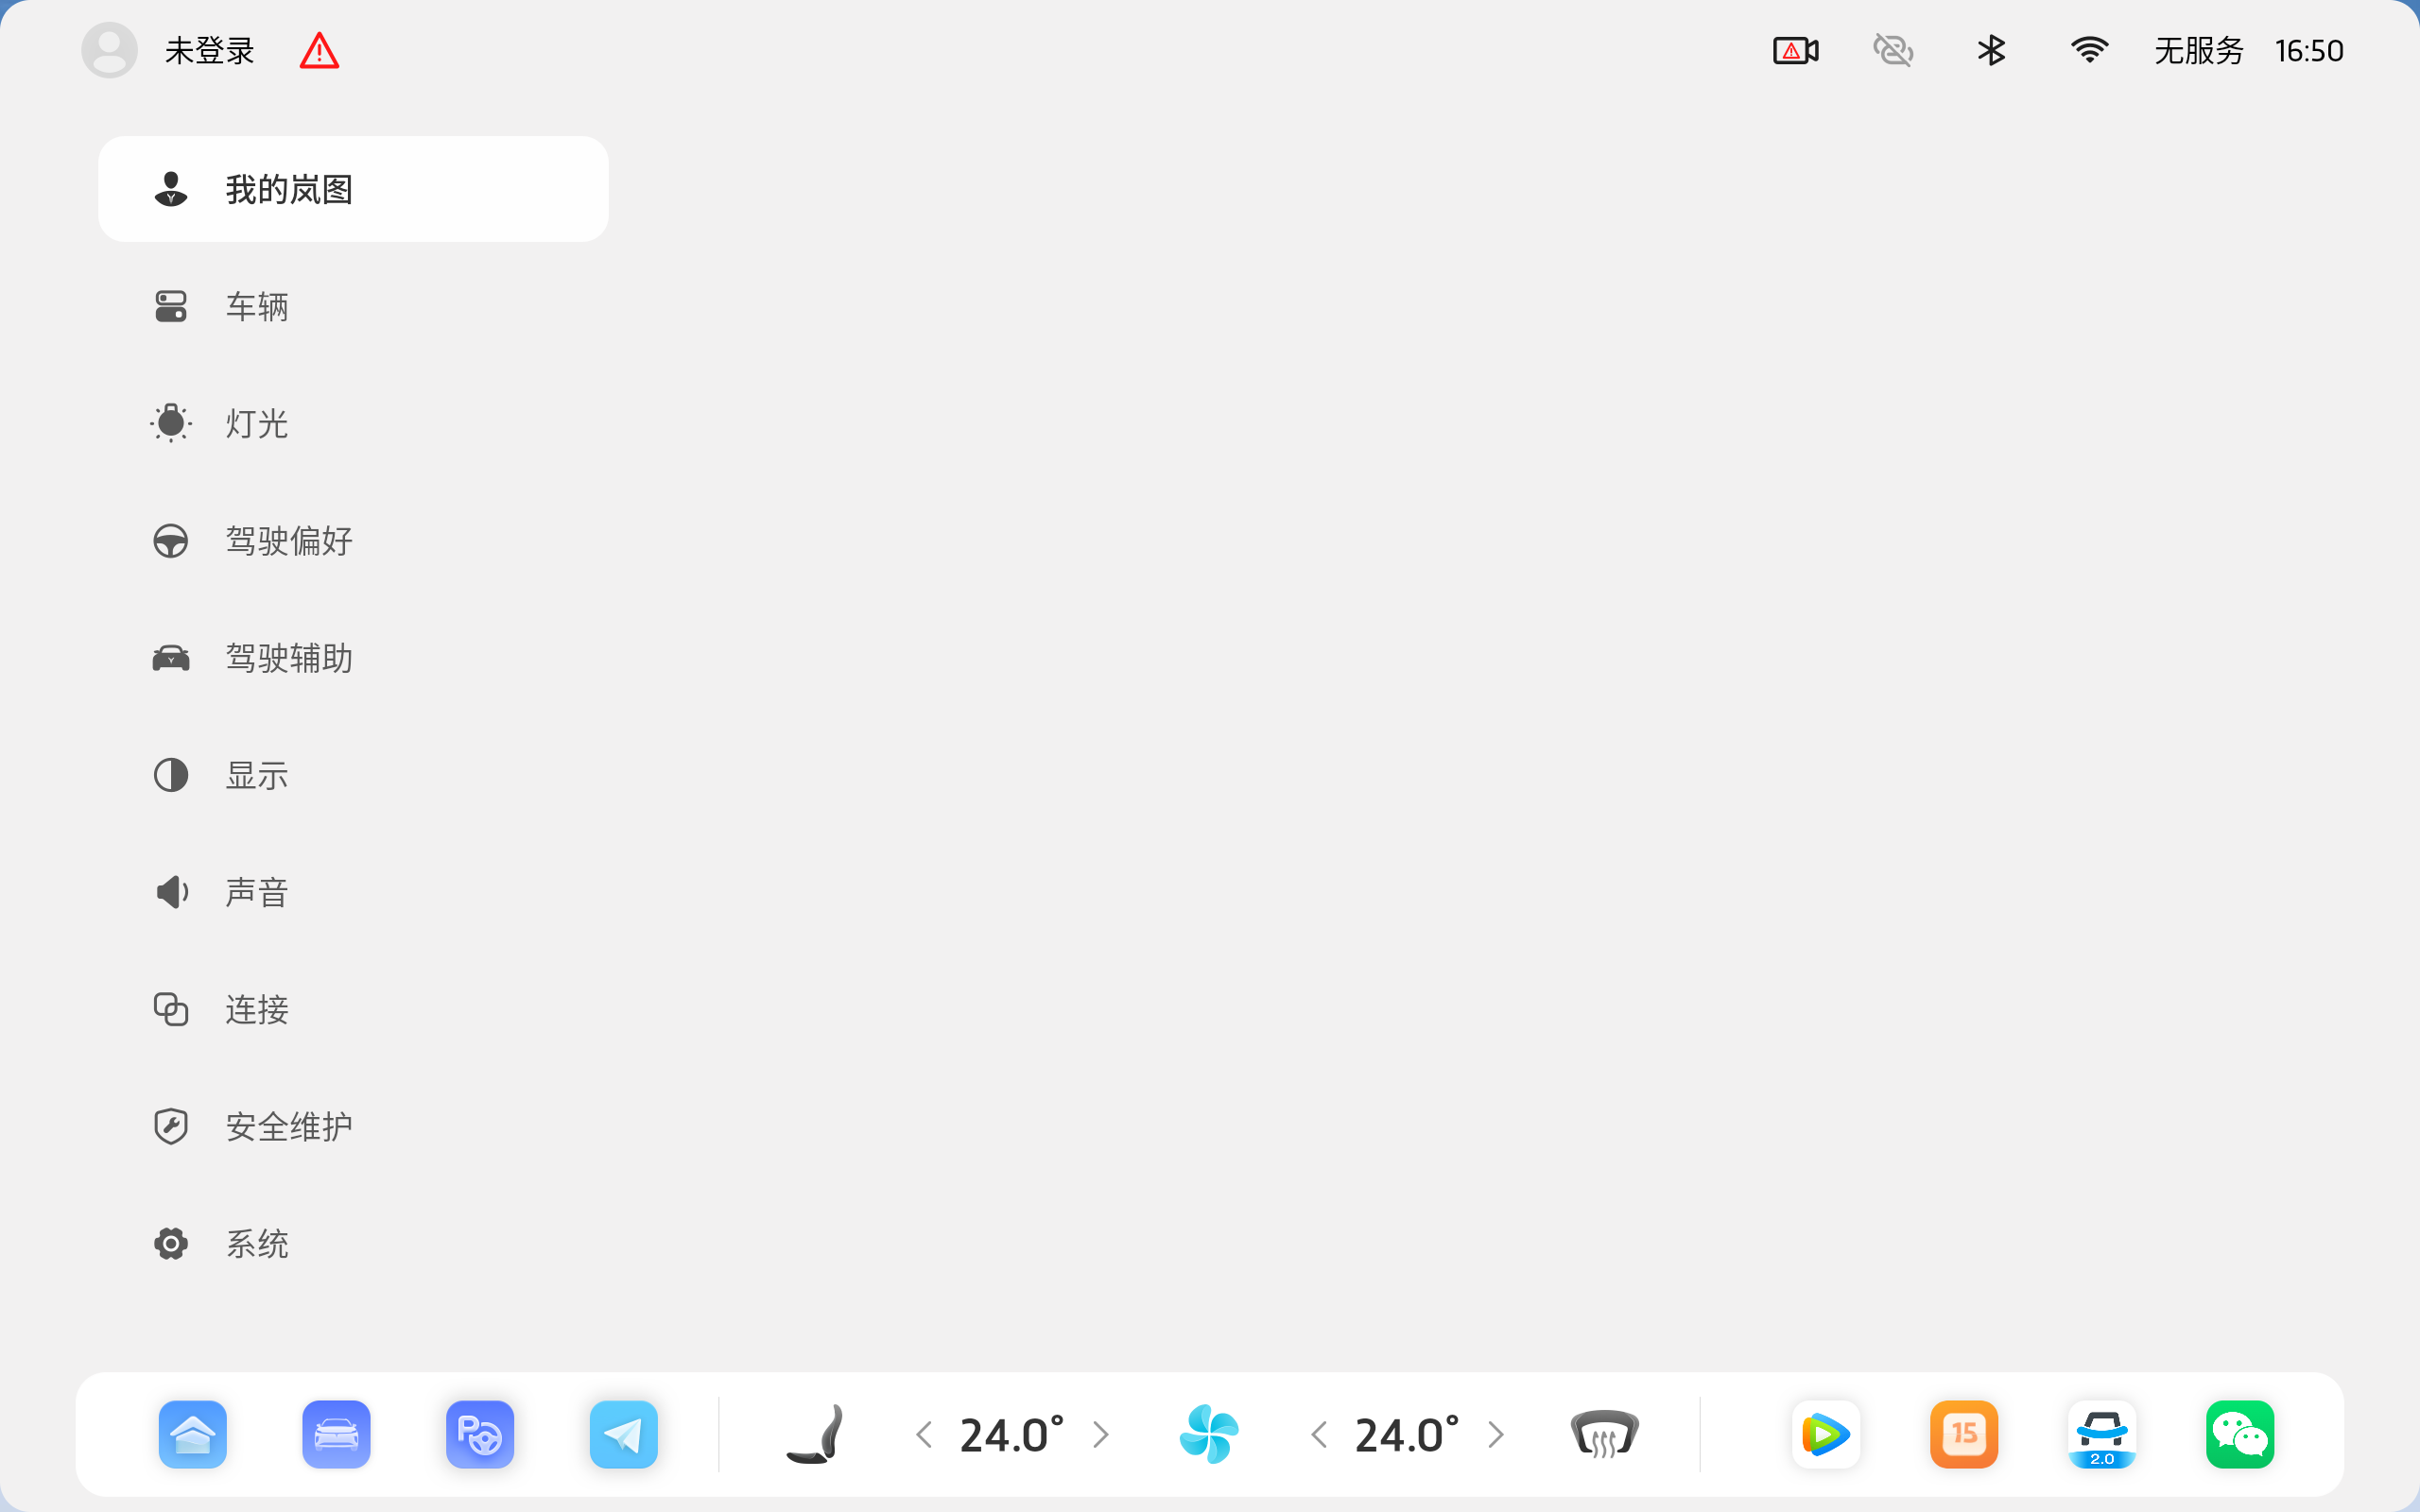 未登录
无服务 16:50
我的岚图
车辆
灯光
驾驶偏好
驾驶辅助
显示
声音
连接
安全维护
系统
P 24.0° 24.0° 15 2.0